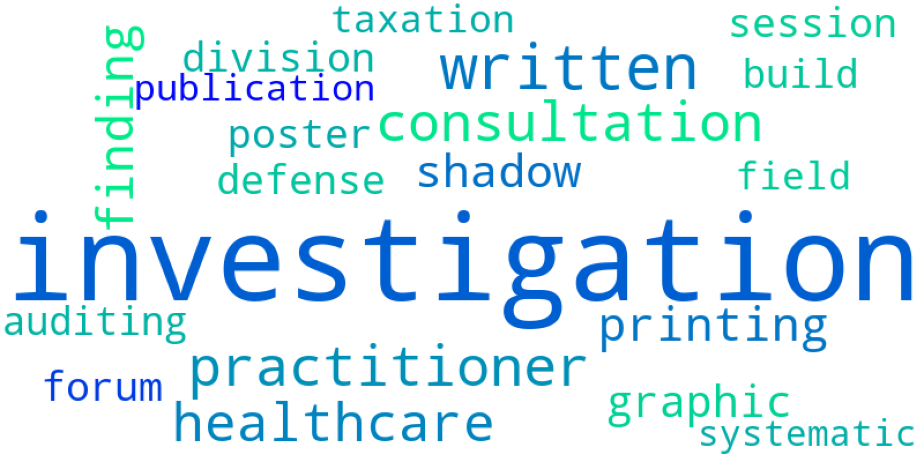 taxation
session
division
written
build
publication
finding
poster
consultation
defense
shadow
field
investigation
auditing
printing
practitioner
forum
graphic
healthcare
systematic